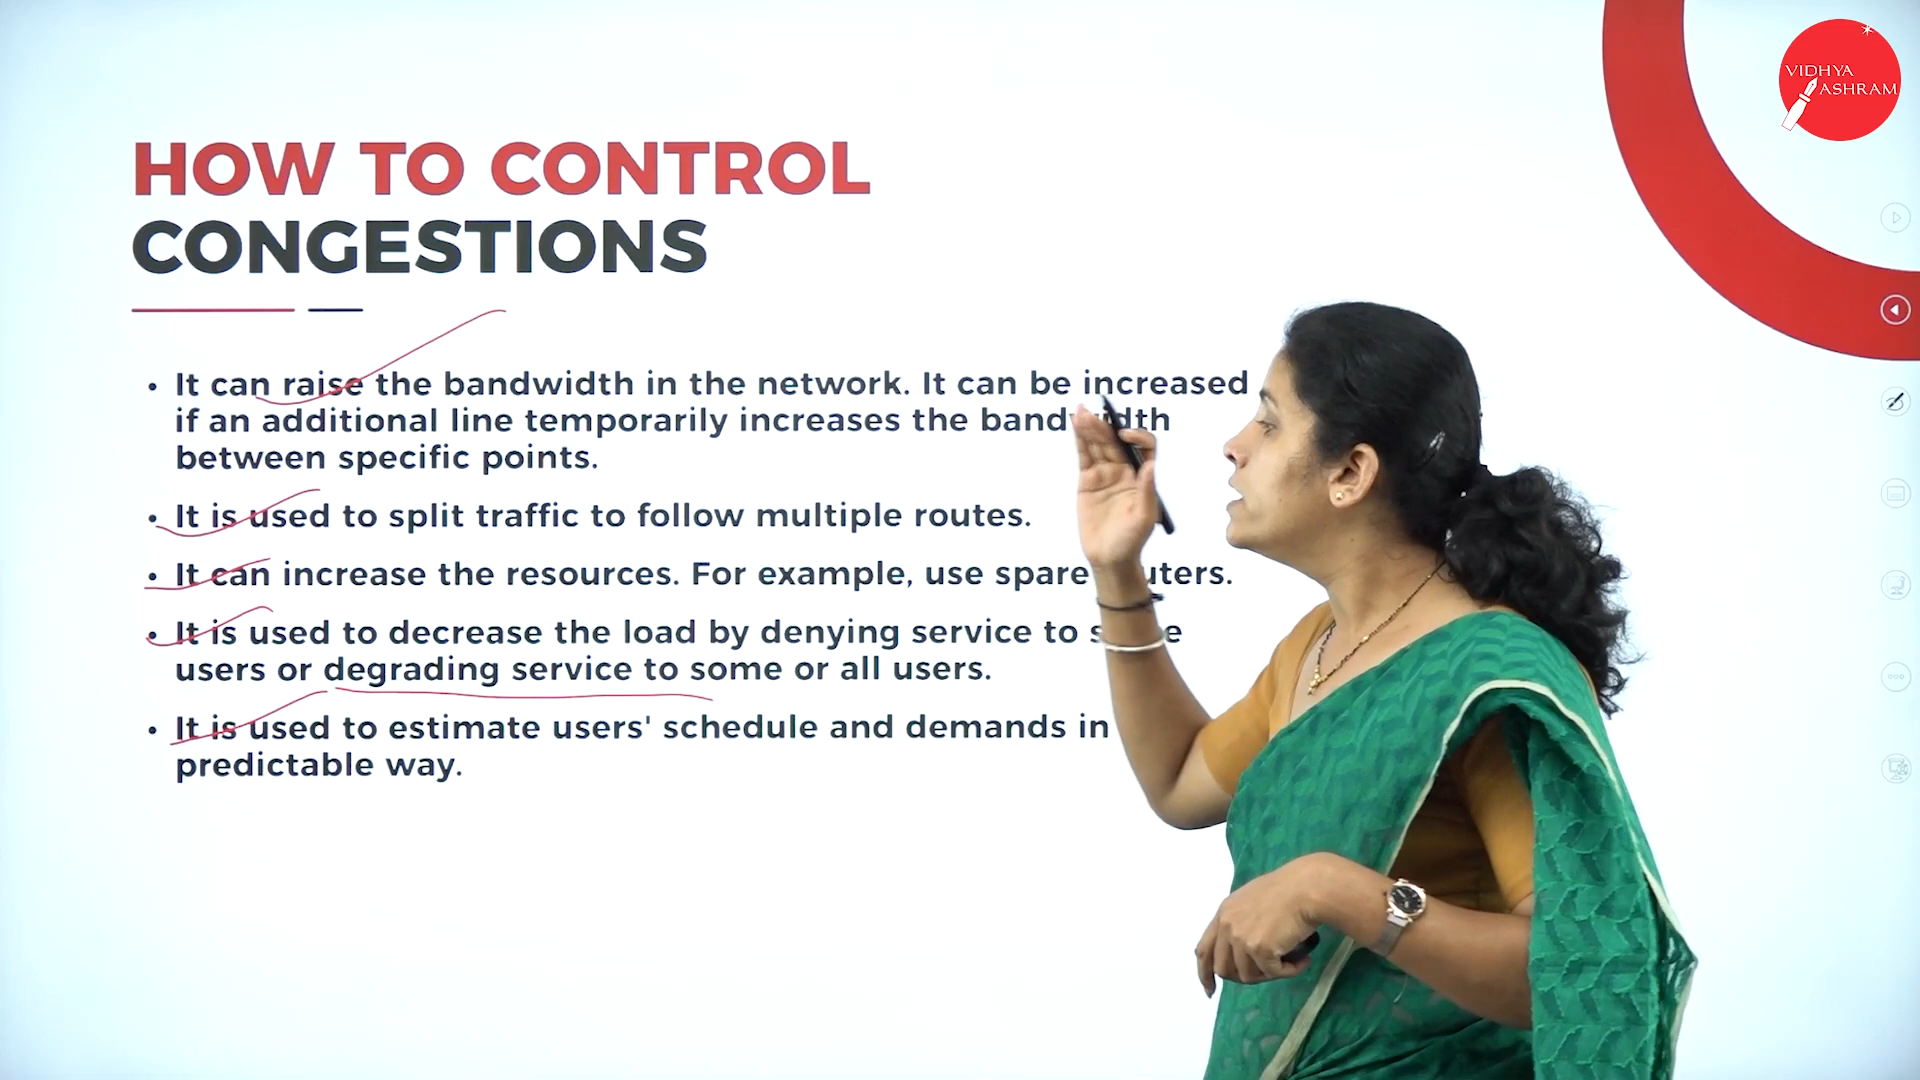 VIDHYA
ASHRAM
HOW TO CONTROL
CONGESTIONS
• It can raise the bandwidth in the network. It can be increased
if an additional line temporarily increases the bandwidth
between specific points.
• It is used to split traffic to follow multiple routes.
• It can increase the resources. For example, use spare
• It is used to decrease the load by denying service to
users or degrading service to some or all users.
• It is used to estimate users' schedule and demands in
predictable way.